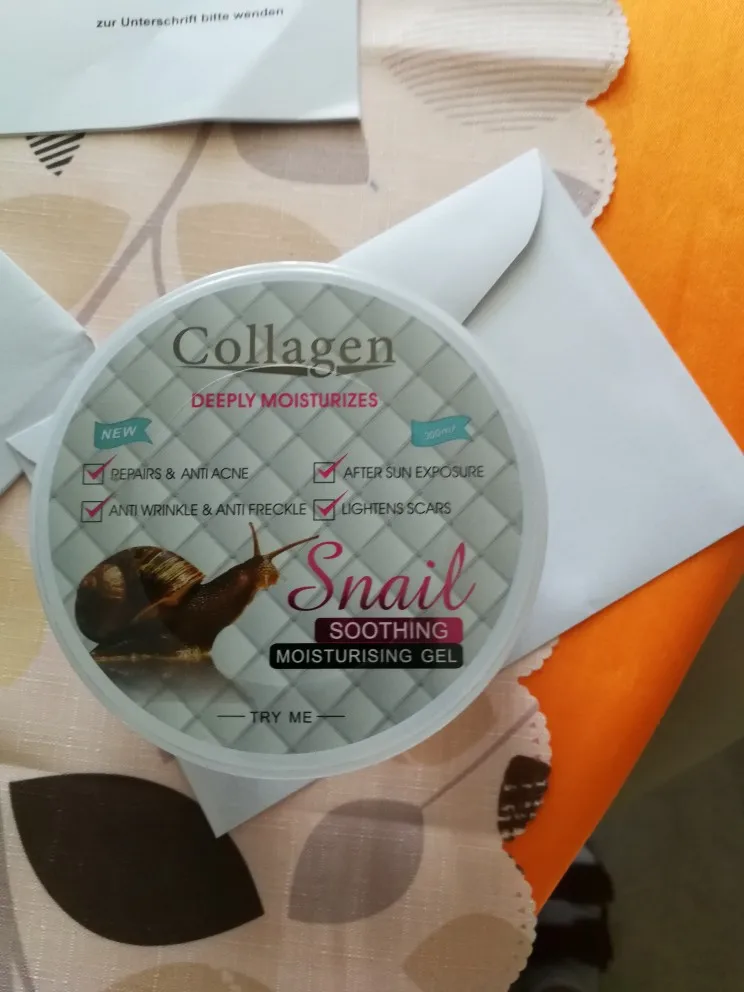 zur Unterschrift bitte wenden
Collagen
DEEPLY MOISTURIZES
NEW
300ml
REPAIRS & ANTI ACNE
AFTER SUN EXPOSURE
ANTI WRINKLE & ANTI FRECKLE
LIGHTENS SCARS
Snail
SOOTHING
MOISTURISING GEL
TRY ME